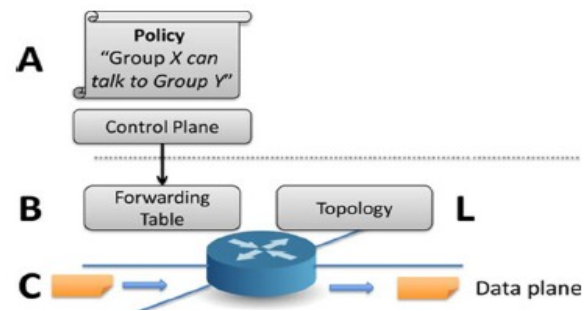 A
Policy
“Group X can
talk to Group Y”
Control Plane
B
Forwarding
Table
Topology
L
C
Data plane